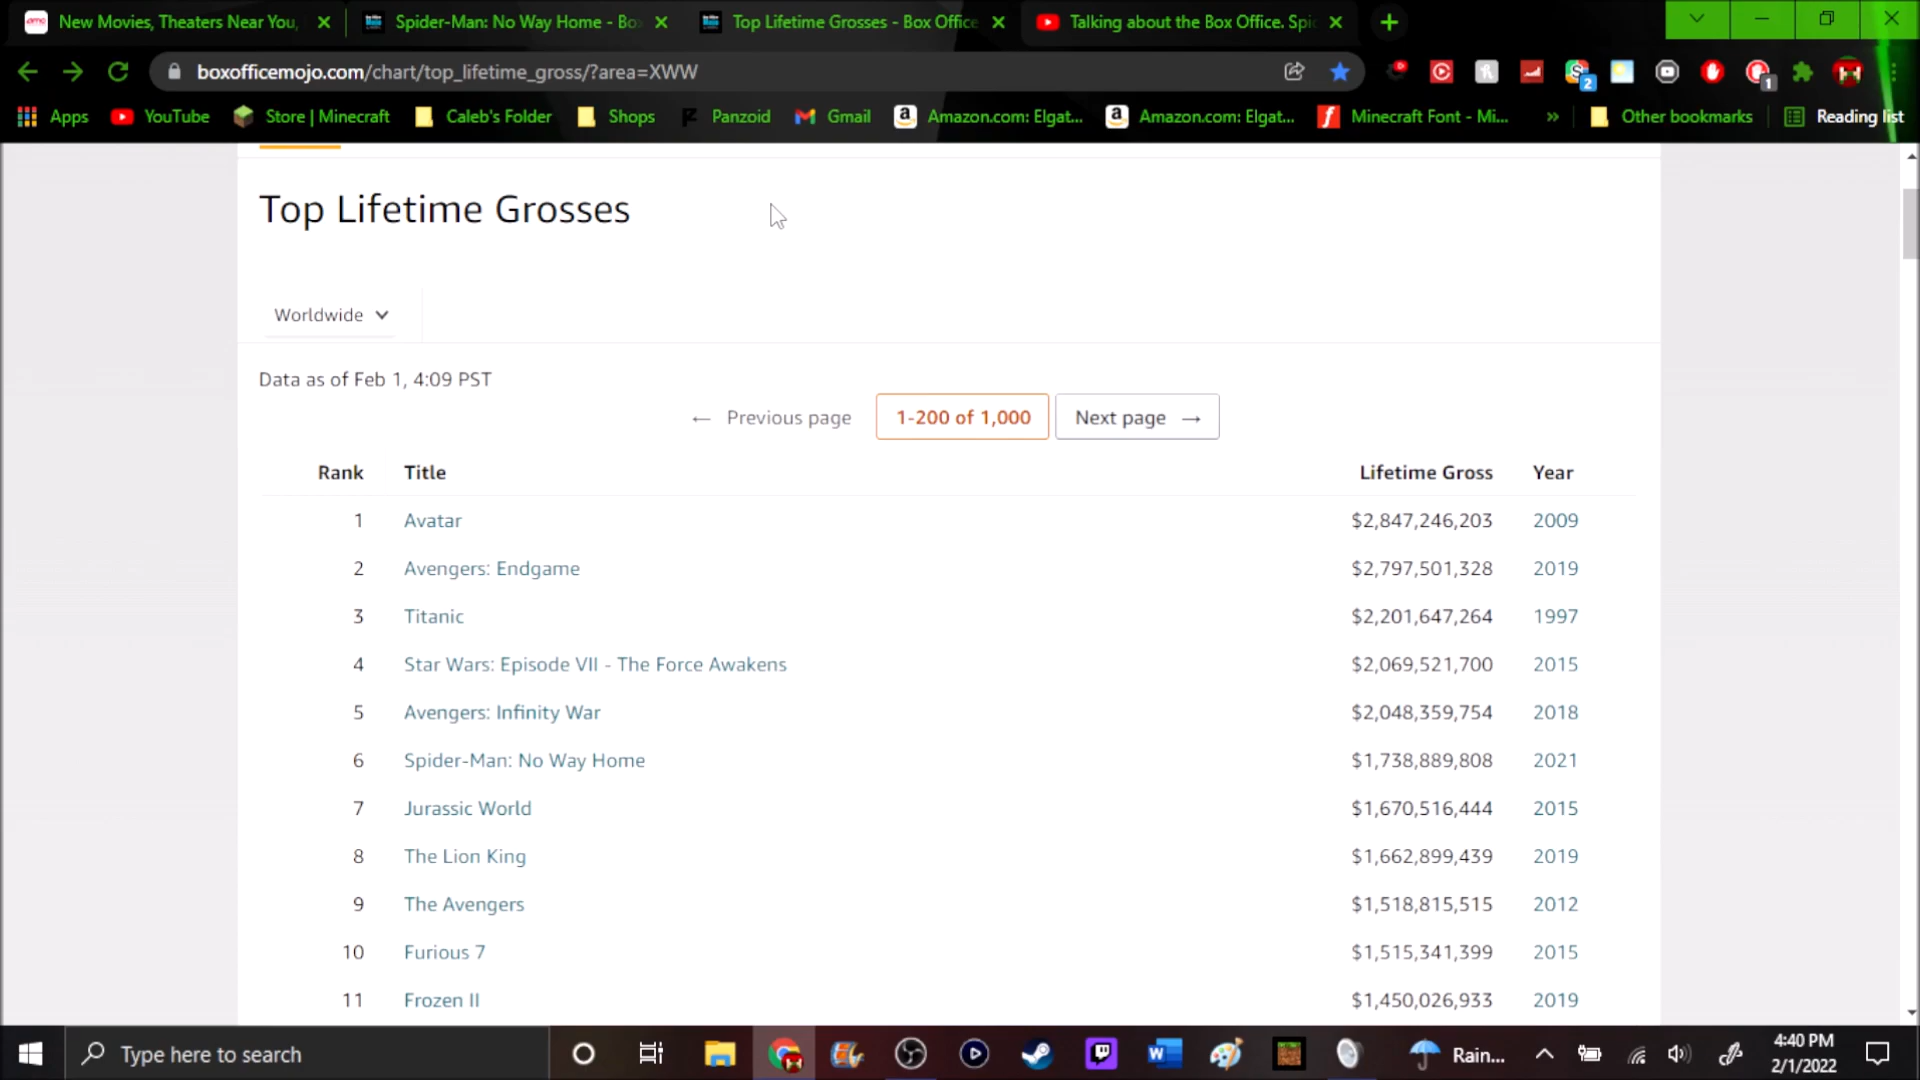 New Movies, Theaters Near You, Spider-Man: No Way Home - Bo Top Lifetime Grosses - Box Office Talking about the Box Office. Spi
boxofficemojo.com/chart/top_lifetime_gross/?area=XWW 2 1
Apps YouTube Store | Minecraft Caleb's Folder Shops Panzoid Gmail Amazon.com: Elgat... Amazon.com: Elgat... Minecraft Font - Mi... » Other bookmarks Reading list
Top Lifetime Grosses
Worldwide
Data as of Feb 1, 4:09 PST
← Previous page 1-200 of 1,000 Next page →
Rank Title Lifetime Gross Year
1 Avatar $2,847,246,203 2009
2 Avengers: Endgame $2,797,501,328 2019
3 Titanic $2,201,647,264 1997
4 Star Wars: Episode VII - The Force Awakens $2,069,521,700 2015
5 Avengers: Infinity War $2,048,359,754 2018
6 Spider-Man: No Way Home $1,738,889,808 2021
7 Jurassic World $1,670,516,444 2015
8 The Lion King $1,662,899,439 2019
9 The Avengers $1,518,815,515 2012
10 Furious 7 $1,515,341,399 2015
11 Frozen II $1,450,026,933 2019
Type here to search Rain... 4:40 PM
2/1/2022